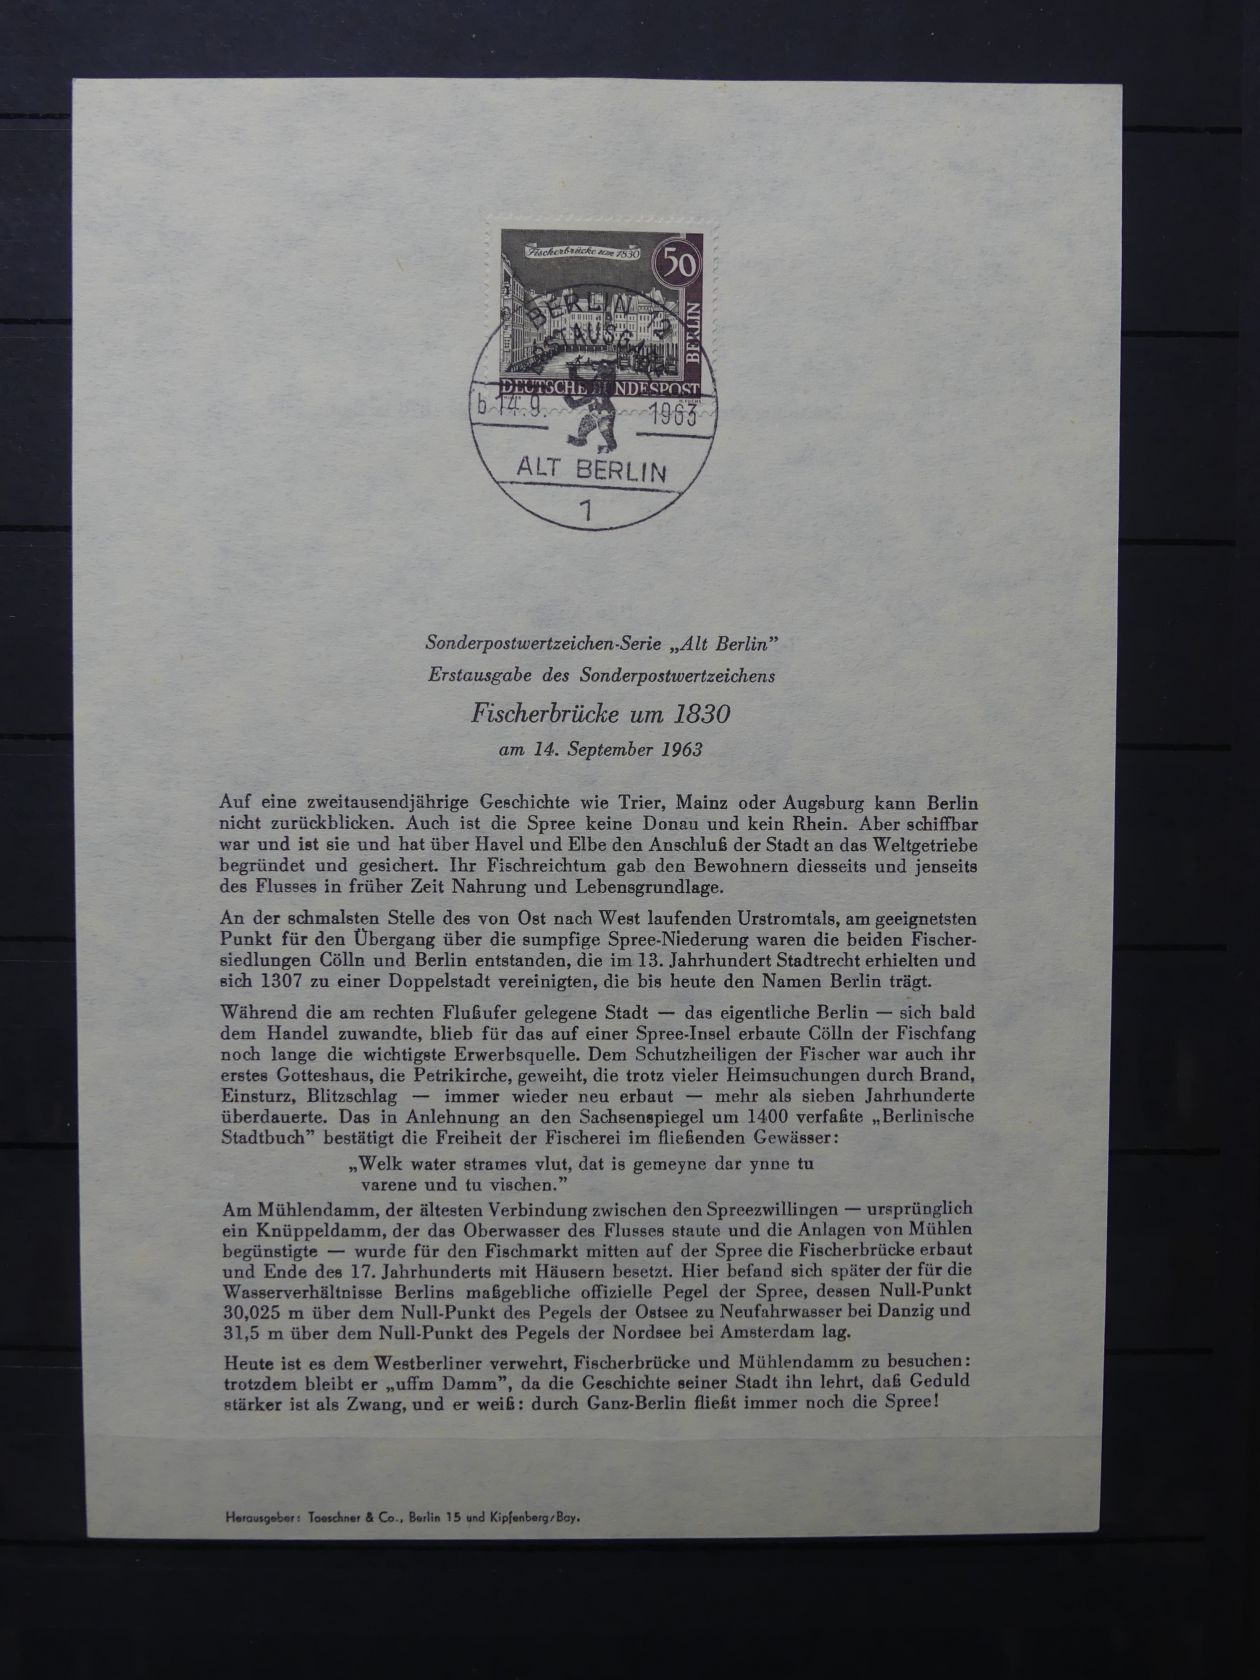 Fischerbrücke um 1830
50
BERLIN
DEUTSCHE BUNDESPOST
BERLIN 12
ERSTAUSGABE
b 14.9. 1963
ALT BERLIN
1
Sonderpostwertzeichen-Serie „Alt Berlin”
Erstausgabe des Sonderpostwertzeichens
Fischerbrücke um 1830
am 14. September 1963
Auf eine zweitausendjährige Geschichte wie Trier, Mainz oder Augsburg kann Berlin
nicht zurückblicken. Auch ist die Spree keine Donau und kein Rhein. Aber schiffbar
war und ist sie und hat über Havel und Elbe den Anschluß der Stadt an das Weltgetriebe
begründet und gesichert. Ihr Fischreichtum gab den Bewohnern diesseits und jenseits
des Flusses in früher Zeit Nahrung und Lebensgrundlage.
An der schmalsten Stelle des von Ost nach West laufenden Urstromtals, am geeignetsten
Punkt für den Übergang über die sumpfige Spree-Niederung waren die beiden Fischer-
siedlungen Cölln und Berlin entstanden, die im 13. Jahrhundert Stadtrecht erhielten und
sich 1307 zu einer Doppelstadt vereinigten, die bis heute den Namen Berlin trägt.
Während die am rechten Flußufer gelegene Stadt — das eigentliche Berlin — sich bald
dem Handel zuwandte, blieb für das auf einer Spree-Insel erbaute Cölln der Fischfang
noch lange die wichtigste Erwerbsquelle. Dem Schutzheiligen der Fischer war auch ihr
erstes Gotteshaus, die Petrikirche, geweiht, die trotz vieler Heimsuchungen durch Brand,
Einsturz, Blitzschlag — immer wieder neu erbaut — mehr als sieben Jahrhunderte
überdauerte. Das in Anlehnung an den Sachsenspiegel um 1400 verfaßte „Berlinische
Stadtbuch” bestätigt die Freiheit der Fischerei im fließenden Gewässer:
„Welk water strames vlut, dat is gemeyne dar ynne tu
varene und tu vischen.”
Am Mühlendamm, der ältesten Verbindung zwischen den Spreezwillingen — ursprünglich
ein Knüppeldamm, der das Oberwasser des Flusses staute und die Anlagen von Mühlen
begünstigte — wurde für den Fischmarkt mitten auf der Spree die Fischerbrücke erbaut
und Ende des 17. Jahrhunderts mit Häusern besetzt. Hier befand sich später der für die
Wasserverhältnisse Berlins maßgebliche offizielle Pegel der Spree, dessen Null-Punkt
30,025 m über dem Null-Punkt des Pegels der Ostsee zu Neufahrwasser bei Danzig und
31,5 m über dem Null-Punkt des Pegels der Nordsee bei Amsterdam lag.
Heute ist es dem Westberliner verwehrt, Fischerbrücke und Mühlendamm zu besuchen:
trotzdem bleibt er „uffm Damm”, da die Geschichte seiner Stadt ihn lehrt, daß Geduld
stärker ist als Zwang, und er weiß: durch Ganz-Berlin fließt immer noch die Spree!
Herausgeber: Toeschner & Co., Berlin 15 und Kipfenberg/Bay.